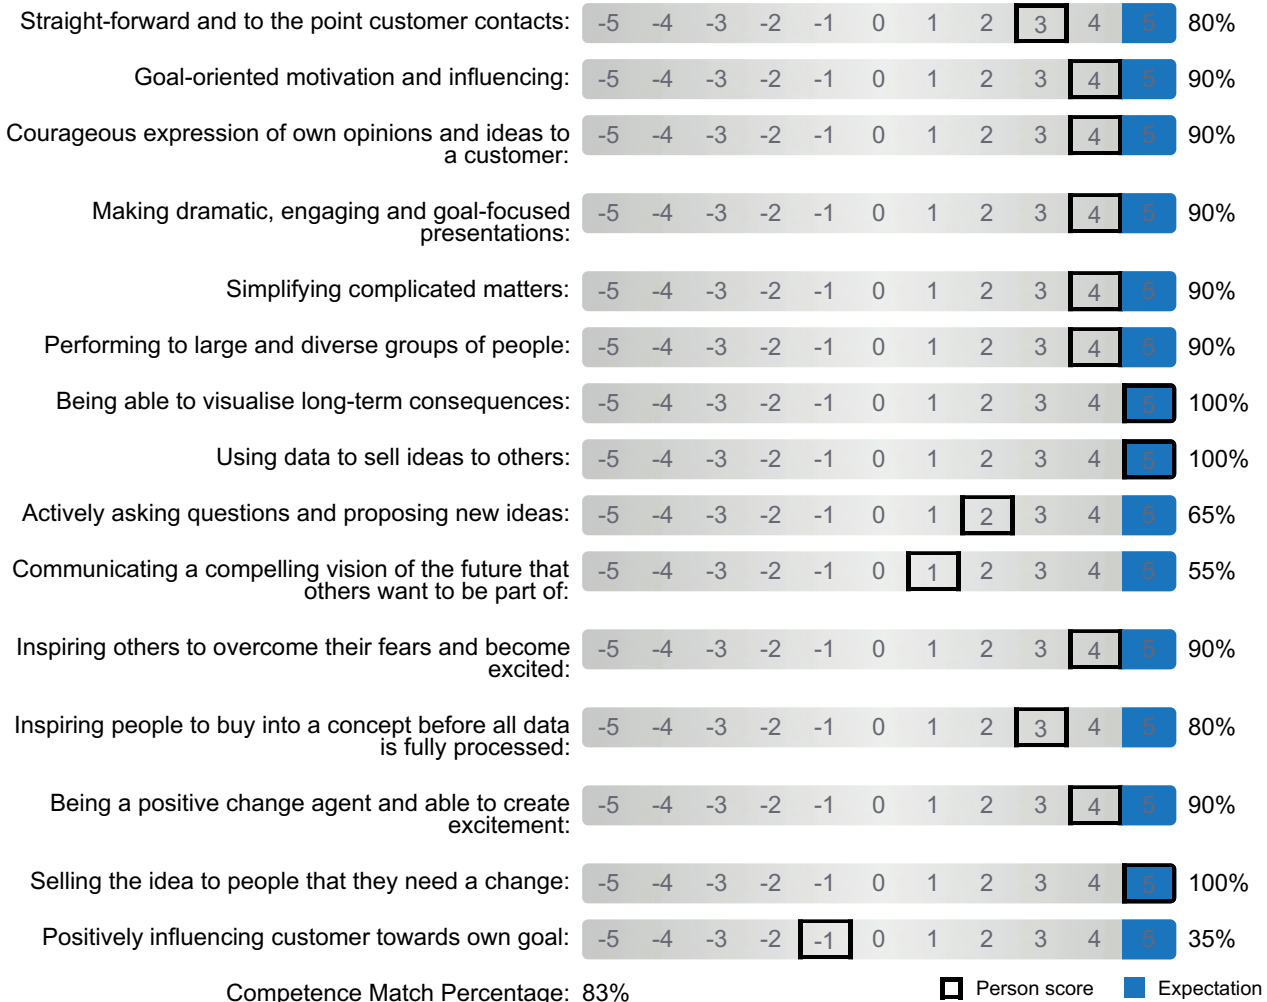 Straight-forward and to the point customer contacts: -5 -4 -3 -2 -1 0 1 2 3 4 5 80%
Goal-oriented motivation and influencing: -5 -4 -3 -2 -1 0 1 2 3 4 5 90%
Courageous expression of own opinions and ideas to
a customer: -5 -4 -3 -2 -1 0 1 2 3 4 5 90%
Making dramatic, engaging and goal-focused
presentations: -5 -4 -3 -2 -1 0 1 2 3 4 5 90%
Simplifying complicated matters: -5 -4 -3 -2 -1 0 1 2 3 4 5 90%
Performing to large and diverse groups of people: -5 -4 -3 -2 -1 0 1 2 3 4 5 90%
Being able to visualise long-term consequences: -5 -4 -3 -2 -1 0 1 2 3 4 5 100%
Using data to sell ideas to others: -5 -4 -3 -2 -1 0 1 2 3 4 5 100%
Actively asking questions and proposing new ideas: -5 -4 -3 -2 -1 0 1 2 3 4 5 65%
Communicating a compelling vision of the future that
others want to be part of: -5 -4 -3 -2 -1 0 1 2 3 4 5 55%
Inspiring others to overcome their fears and become
excited: -5 -4 -3 -2 -1 0 1 2 3 4 5 90%
Inspiring people to buy into a concept before all data
is fully processed: -5 -4 -3 -2 -1 0 1 2 3 4 5 80%
Being a positive change agent and able to create
excitement: -5 -4 -3 -2 -1 0 1 2 3 4 5 90%
Selling the idea to people that they need a change: -5 -4 -3 -2 -1 0 1 2 3 4 5 100%
Positively influencing customer towards own goal: -5 -4 -3 -2 -1 0 1 2 3 4 5 35%
Competence Match Percentage: 83% Person score Expectation